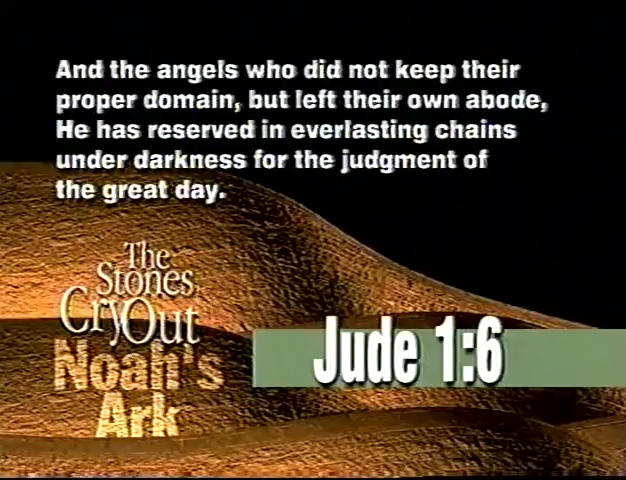 And the angels who did not keep their
proper domain, but left their own abode,
He has reserved in everlasting chains
under darkness for the judgment of
the great day.
The
Stones
Cry Out
Noah's
Ark
Jude 1:6